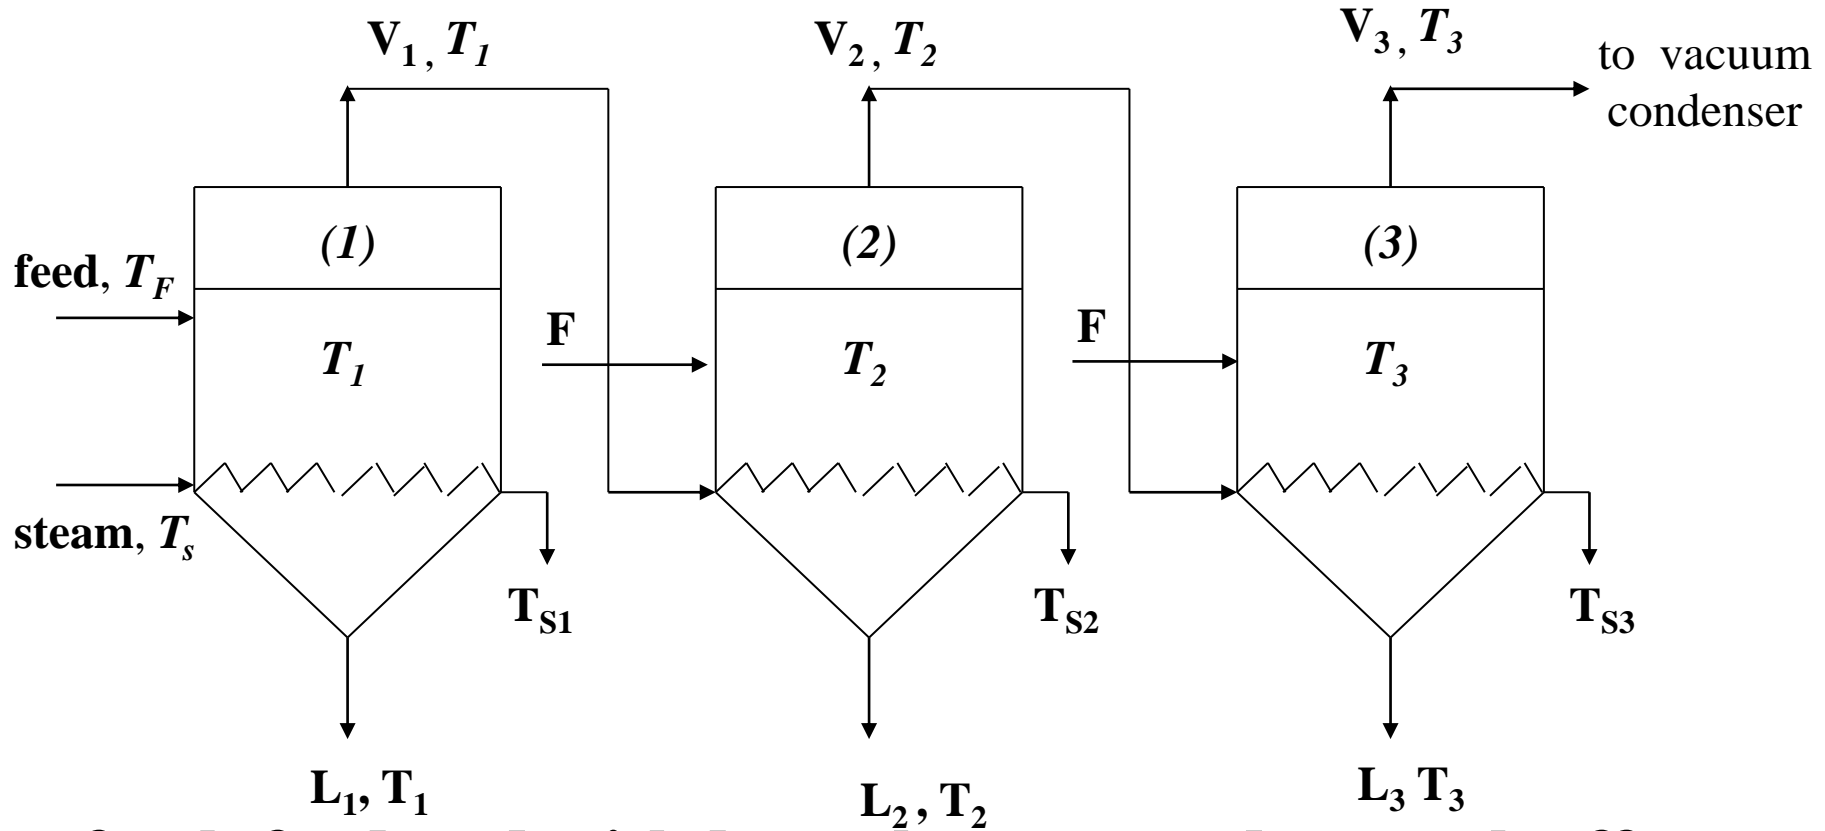 V1, T1
V2, T2
V3, T3
to vacuum
condenser
(1)
(2)
(3)
feed, TF
F
F
T1
T2
T3
steam, Ts
TS1
TS2
TS3
L1, T1
L2, T2
L3 T3